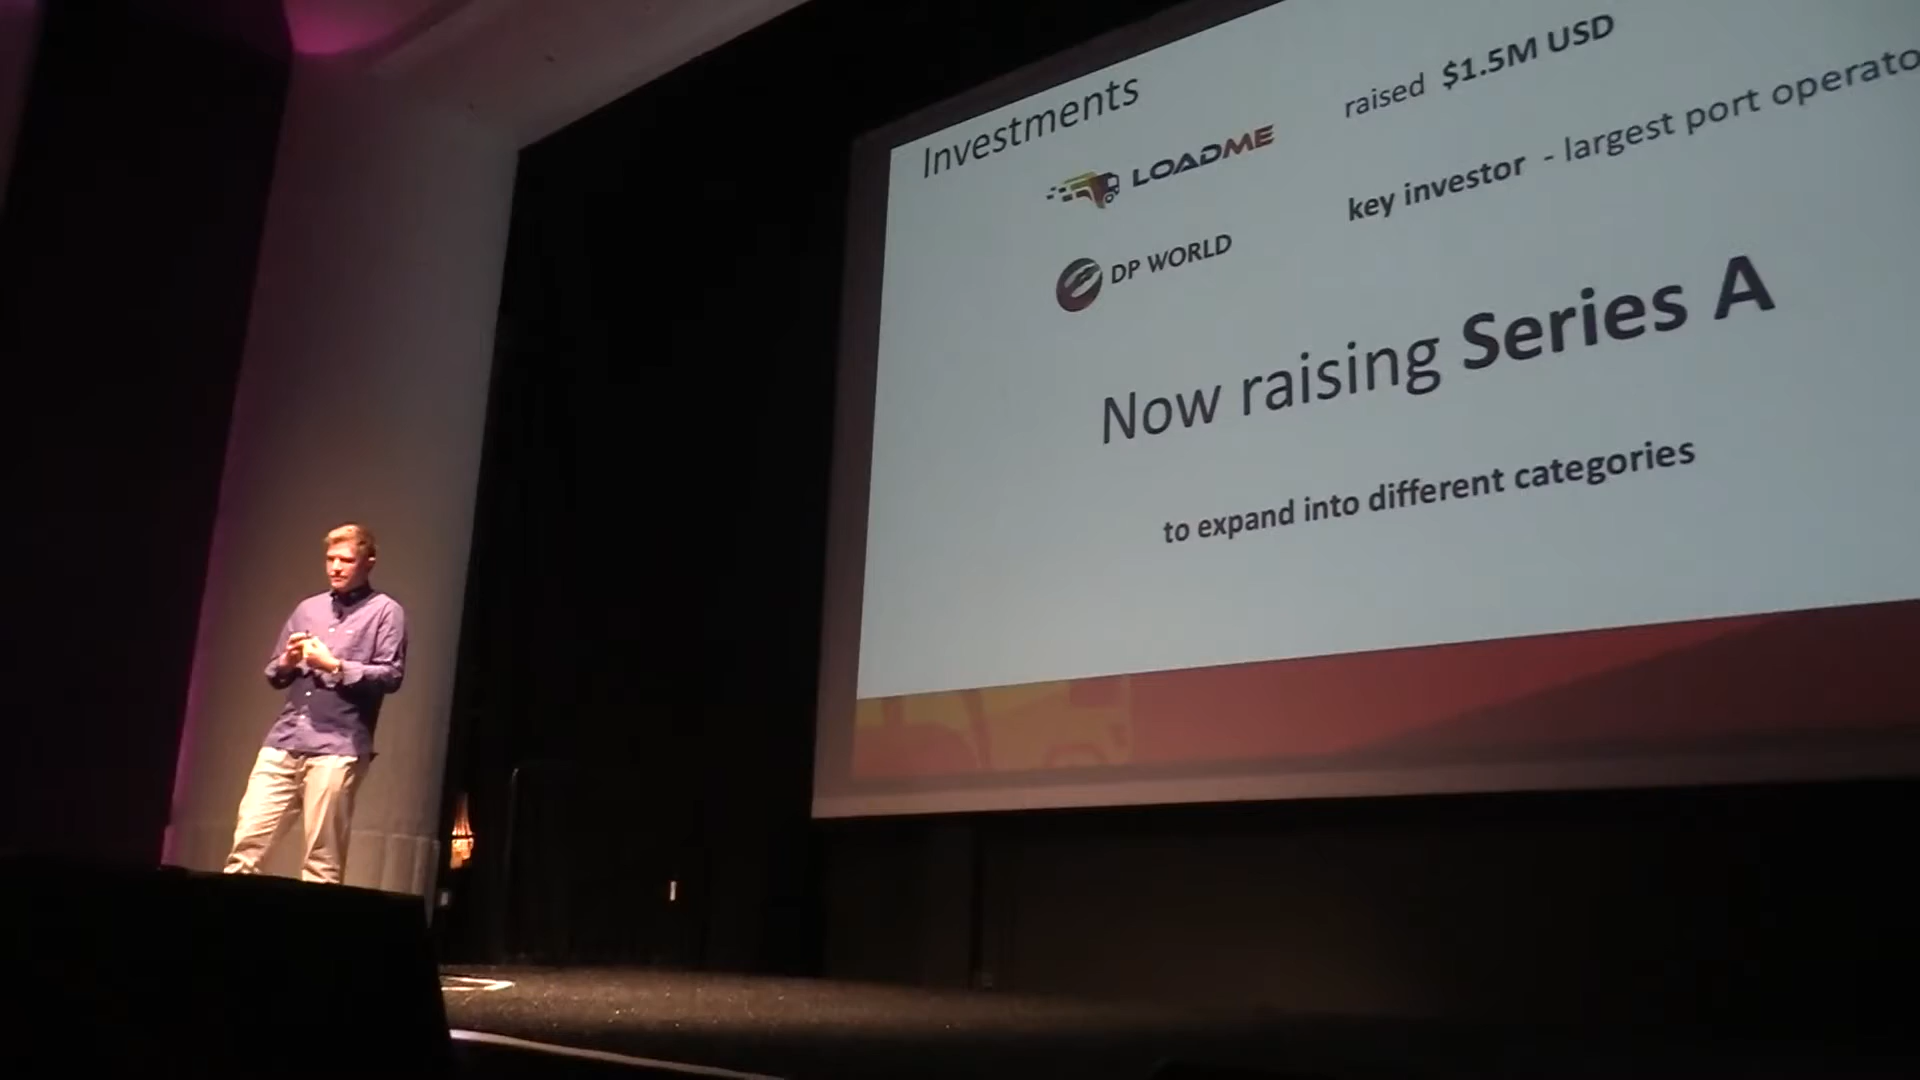 Investments
LOADME
raised $1.5M USD
DP WORLD
key investor - largest port operato
Now raising Series A
to expand into different categories